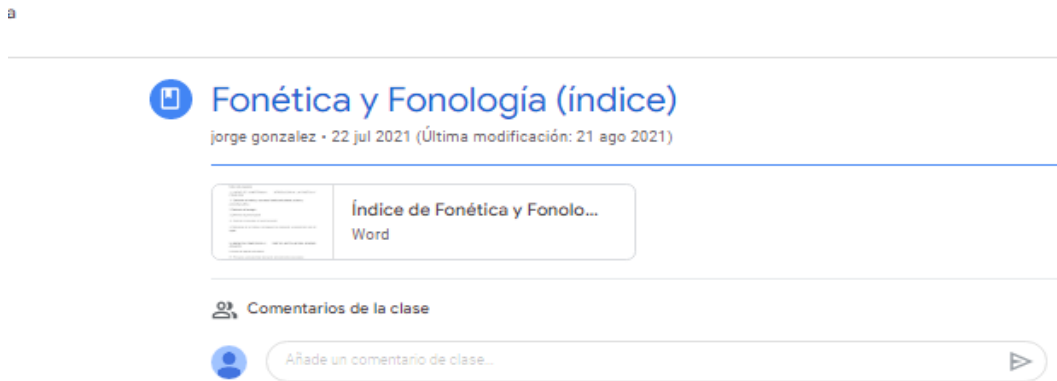 a
Fonética y Fonología (índice)
jorge gonzalez • 22 jul 2021 (Última modificación: 21 ago 2021)
Índice de Fonética y Fonolo...
Word
Comentarios de la clase
Añade un comentario de clase...